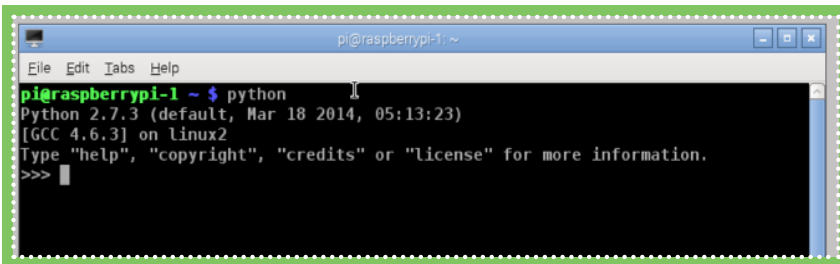 pi@raspberrypi-1: ~
File Edit Tabs Help
pi@raspberrypi-1 ~ $ python
Python 2.7.3 (default, Mar 18 2014, 05:13:23)
[GCC 4.6.3] on linux2
Type "help", "copyright", "credits" or "license" for more information.
>>>